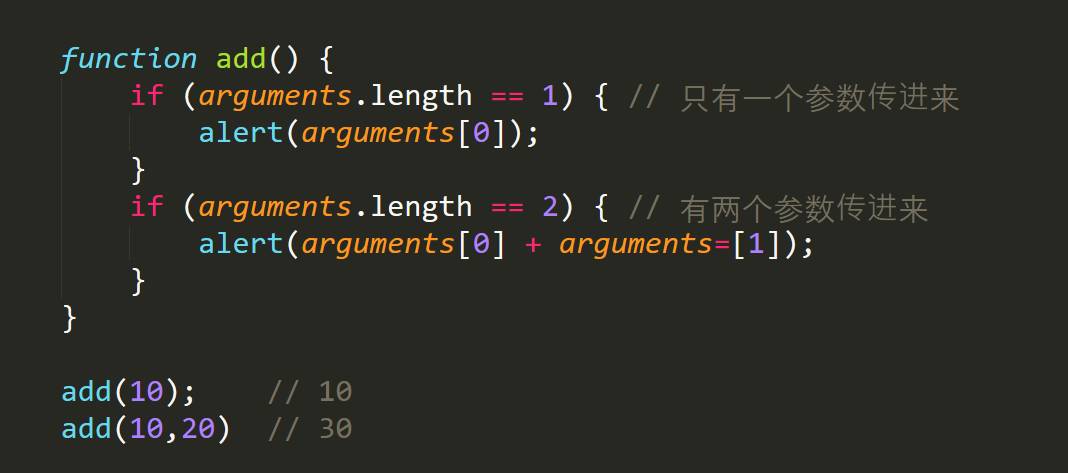 function add() {
    if (arguments.length == 1) { // 只有一个参数传进来
        alert(arguments[0]);
    }
    if (arguments.length == 2) { // 有两个参数传进来
        alert(arguments[0] + arguments=[1]);
    }
}

add(10);    // 10
add(10,20)  // 30